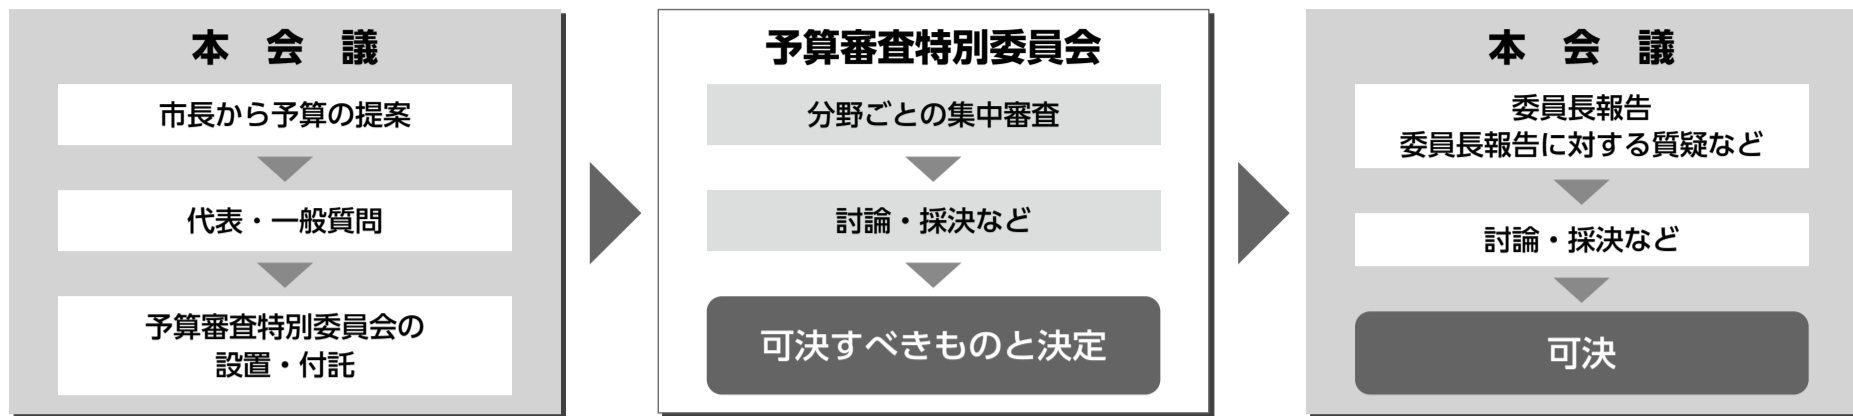 本会議
市長から予算の提案
代表・一般質問
予算審査特別委員会の
設置・付託
予算審査特別委員会
分野ごとの集中審査
討論・採決など
可決すべきものと決定
本会議
委員長報告
委員長報告に対する質疑など
討論・採決など
可決